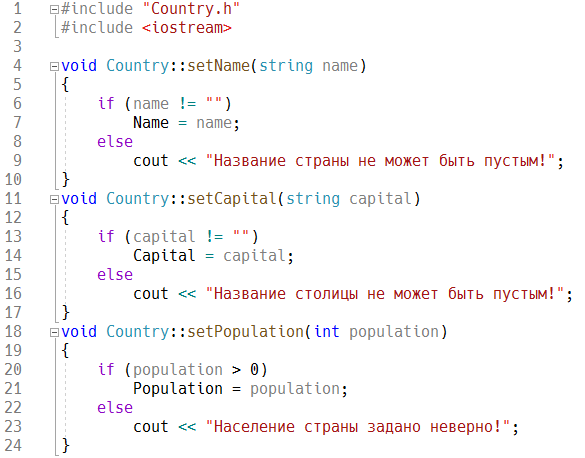 1 #include "Country.h"
2 #include <iostream>
3
4 void Country::setName(string name)
5 {
6 if (name != "")
7 Name = name;
8 else
9 cout << "Название страны не может быть пустым!";
10 }
11 void Country::setCapital(string capital)
12 {
13 if (capital != "")
14 Capital = capital;
15 else
16 cout << "Название столицы не может быть пустым!";
17 }
18 void Country::setPopulation(int population)
19 {
20 if (population > 0)
21 Population = population;
22 else
23 cout << "Население страны задано неверно!";
24 }